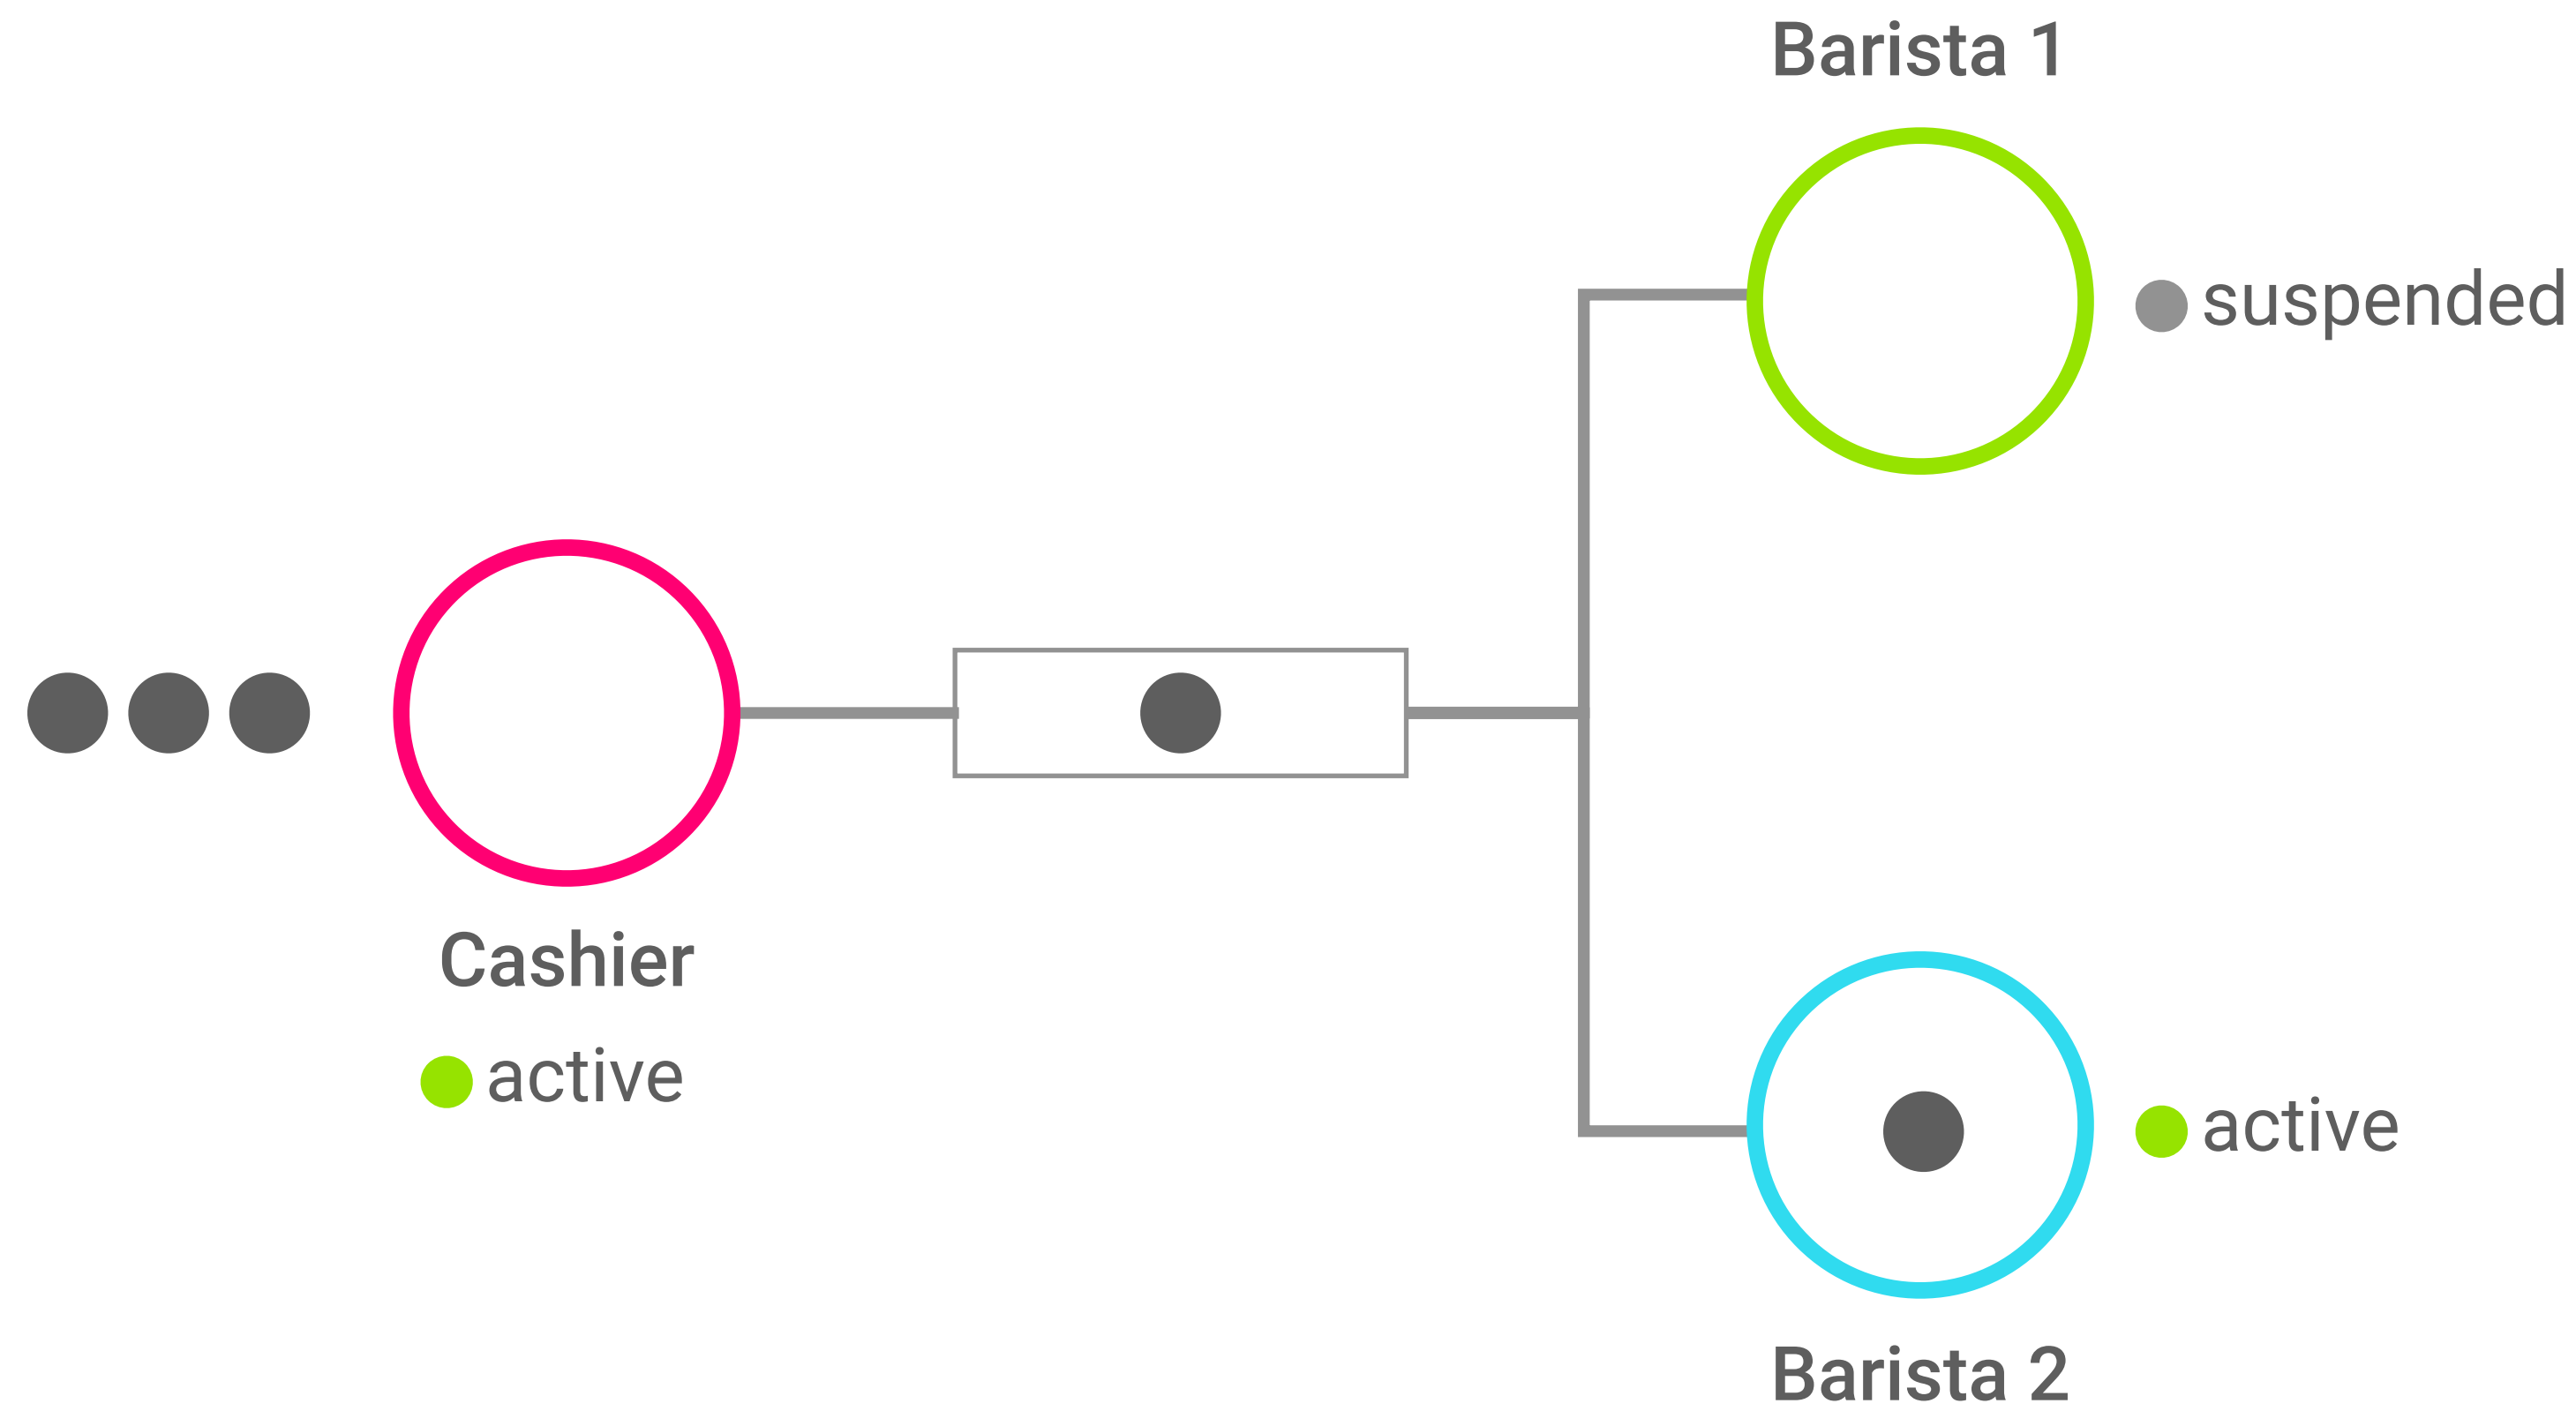 Barista 1
suspended
Cashier
active
active
Barista 2